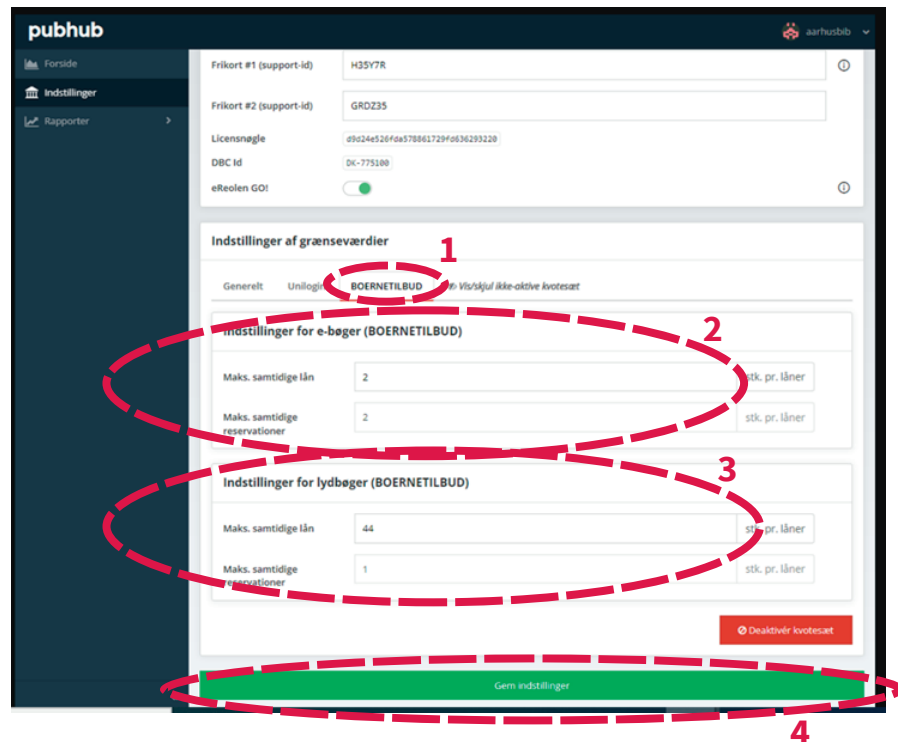 pubhub
aarhusbib
Forside
Indstillinger
Rapporter
Frikort #1 (support-id) H35Y7R
Frikort #2 (support-id) GRDZ35
Licensnøgle d9d24e526fda578861729fd636293220
DBC Id DK-775100
eReolen GO!
Indstillinger af grænseværdier
1
Generelt Unilogin BOERNETILBUD Vis/skjul ikke-aktive kvotesæt
2
Indstillinger for e-bøger (BOERNETILBUD)
Maks. samtidige lån 2 stk. pr. låner
Maks. samtidige reservationer 2 stk. pr. låner
3
Indstillinger for lydbøger (BOERNETILBUD)
Maks. samtidige lån 44 stk. pr. låner
Maks. samtidige reservationer 1 stk. pr. låner
Deaktivér kvotesæt
Gem indstillinger
4